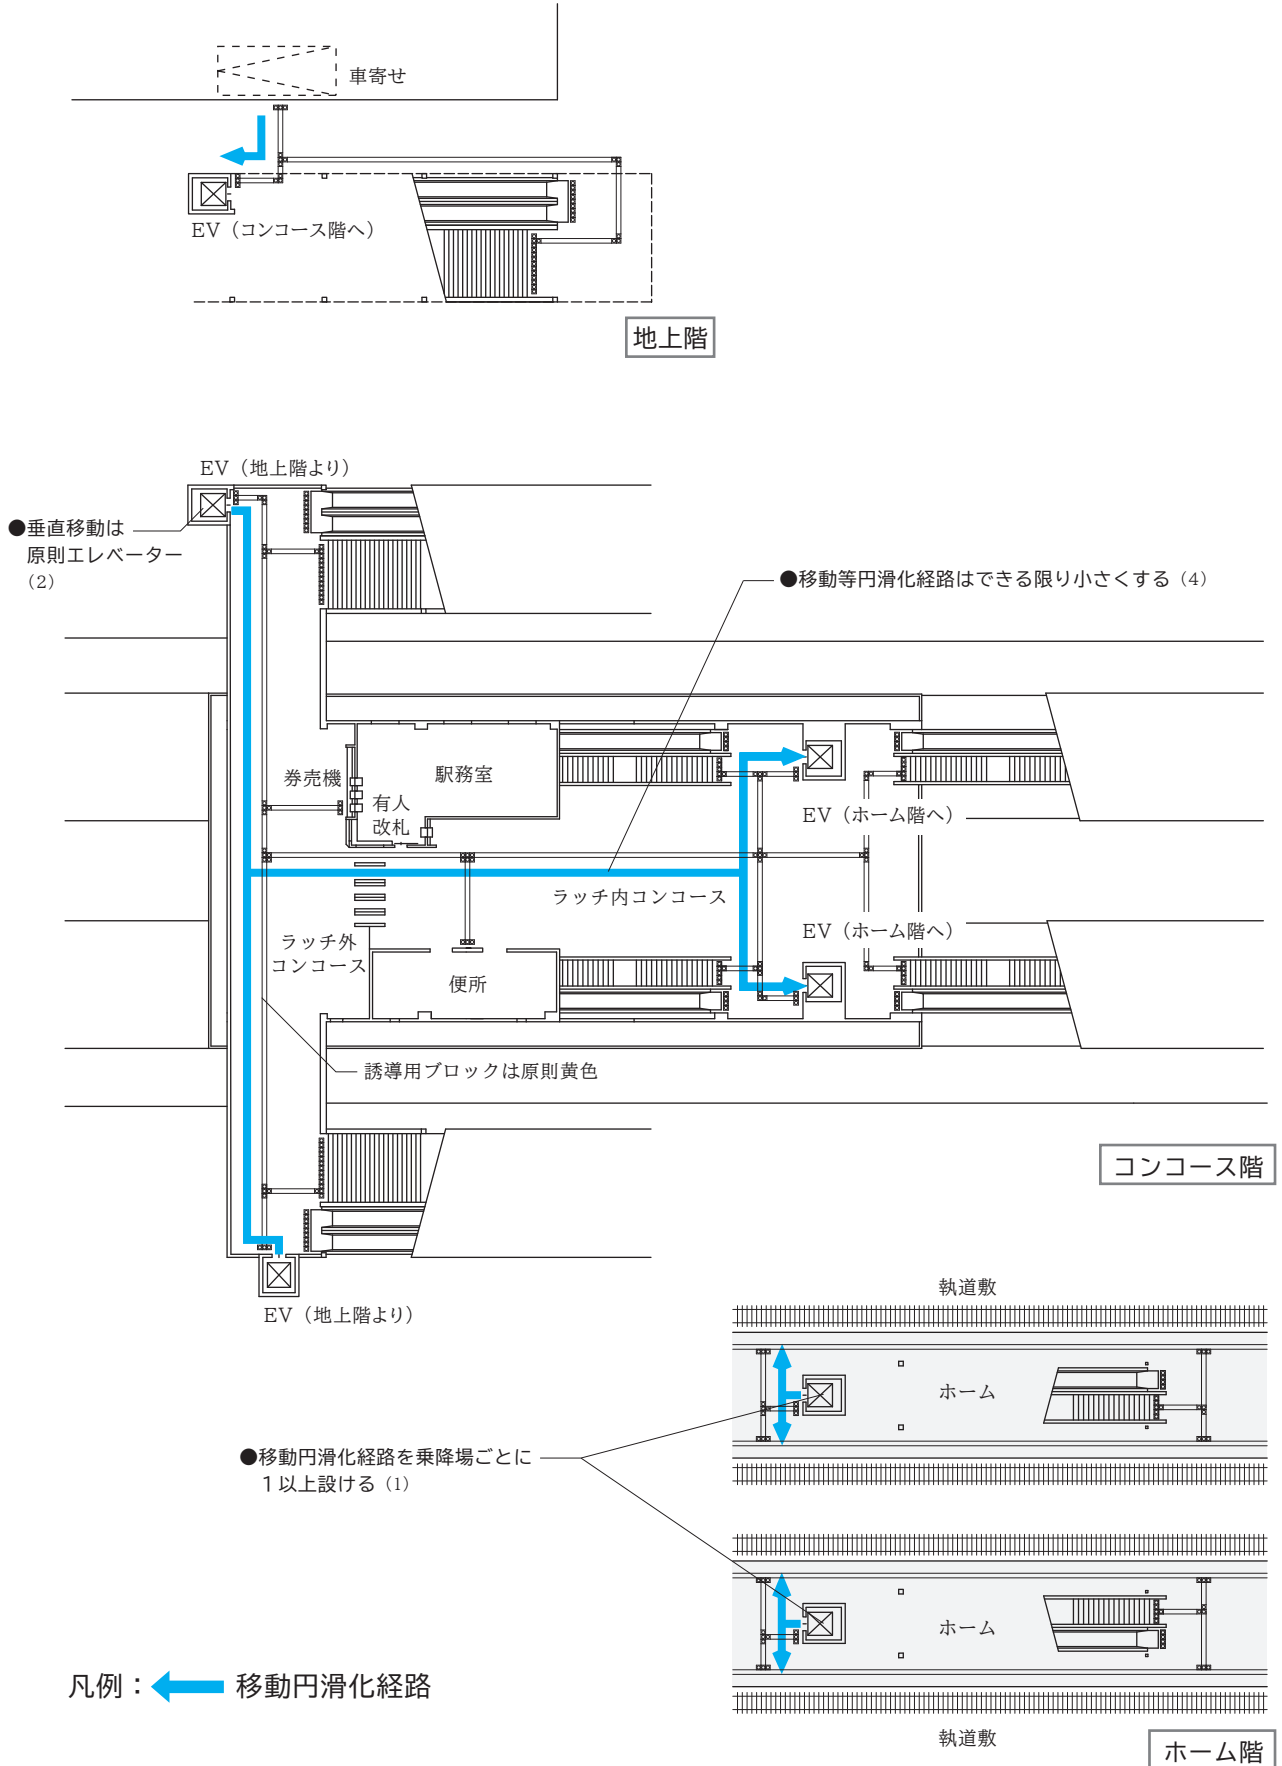 車寄せ
EV（コンコース階へ）
地上階
EV（地上階より）
●垂直移動は
原則エレベーター
（2）
●移動等円滑化経路はできる限り小さくする（4）
券売機
駅務室
有人
改札
EV（ホーム階へ）
ラッチ内コンコース
EV（ホーム階へ）
ラッチ外
コンコース
便所
誘導用ブロックは原則黄色
コンコース階
EV（地上階より）
執道敷
ホーム
●移動円滑化経路を乗降場ごとに
１以上設ける（1）
ホーム
凡例：
移動円滑化経路
執道敷
ホーム階